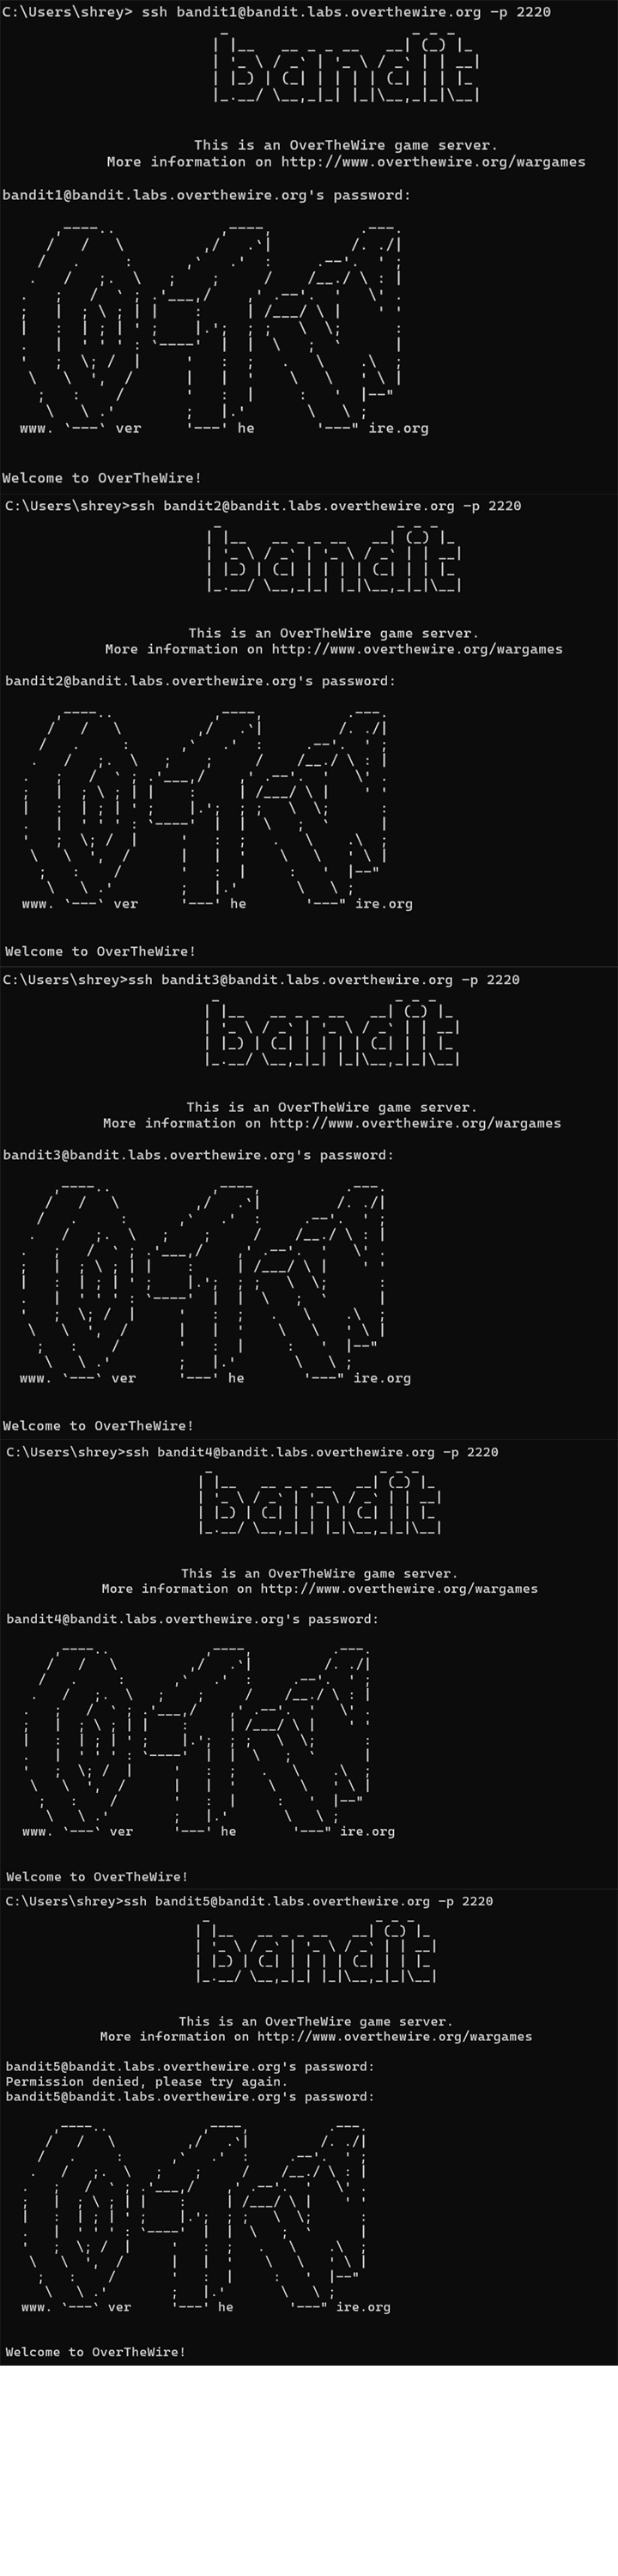 C:\Users\shrey> ssh bandit1@bandit.labs.overthewire.org -p 2220
bandit
This is an OverTheWire game server.
More information on http://www.overthewire.org/wargames
bandit1@bandit.labs.overthewire.org's password:
www. ver he ire.org
Welcome to OverTheWire!
C:\Users\shrey>ssh bandit2@bandit.labs.overthewire.org -p 2220
bandit
This is an OverTheWire game server.
More information on http://www.overthewire.org/wargames
bandit2@bandit.labs.overthewire.org's password:
www. ver he ire.org
Welcome to OverTheWire!
C:\Users\shrey>ssh bandit3@bandit.labs.overthewire.org -p 2220
bandit
This is an OverTheWire game server.
More information on http://www.overthewire.org/wargames
bandit3@bandit.labs.overthewire.org's password:
www. ver he ire.org
Welcome to OverTheWire!
C:\Users\shrey>ssh bandit4@bandit.labs.overthewire.org -p 2220
bandit
This is an OverTheWire game server.
More information on http://www.overthewire.org/wargames
bandit4@bandit.labs.overthewire.org's password:
www. ver he ire.org
Welcome to OverTheWire!
C:\Users\shrey>ssh bandit5@bandit.labs.overthewire.org -p 2220
bandit
This is an OverTheWire game server.
More information on http://www.overthewire.org/wargames
bandit5@bandit.labs.overthewire.org's password:
Permission denied, please try again.
bandit5@bandit.labs.overthewire.org's password:
www. ver he ire.org
Welcome to OverTheWire!